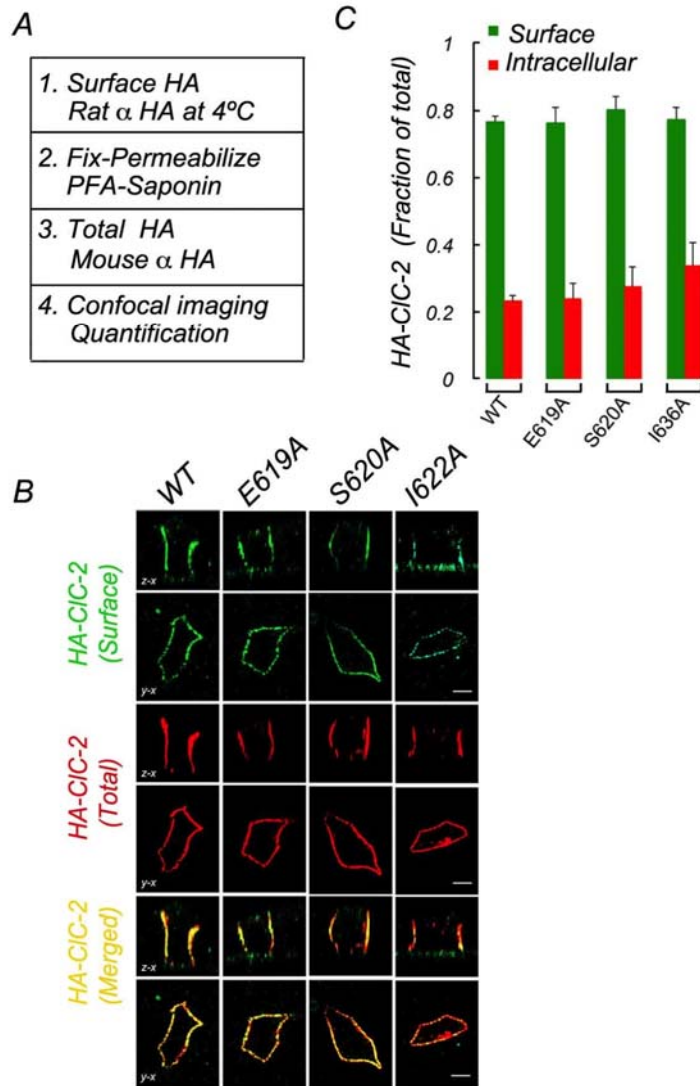 A
1. Surface HA
Rat α HA at 4ºC
2. Fix-Permeabilize
PFA-Saponin
3. Total HA
Mouse α HA
4. Confocal imaging
Quantification
C
Surface
Intracellular
HA-ClC-2 (Fraction of total)
1
0.8
0.6
0.4
0.2
0
WT
E619A
S620A
I636A
B
WT
E619A
S620A
I622A
HA-ClC-2
(Surface)
z-x
y-x
HA-ClC-2
(Total)
z-x
y-x
HA-ClC-2
(Merged)
z-x
y-x